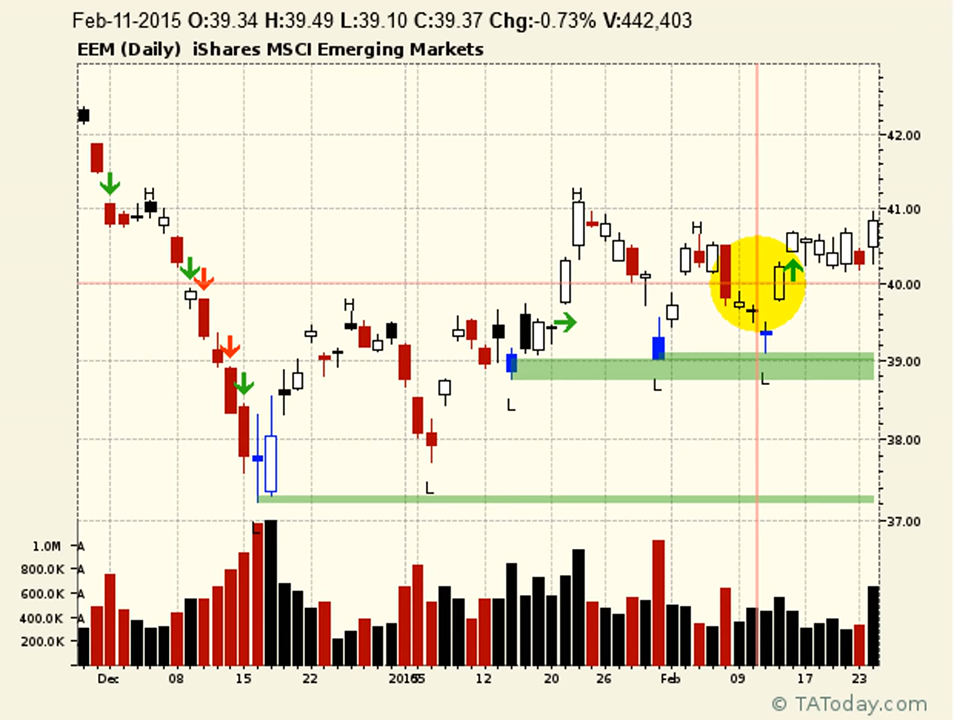 Feb-11-2015 O:39.34 H:39.49 L:39.10 C:39.37 Chg:-0.73% V:442,403
EEM (Daily) iShares MSCI Emerging Markets
42.00
H
H
41.00
H
40.00
H
39.00
L
L
L
38.00
L
37.00
L
1.0M A
800.0K A
600.0K A
400.0K A
200.0K
Dec 08 15 22 2015 12 20 26 Feb 09 17 23
© TAToday.com